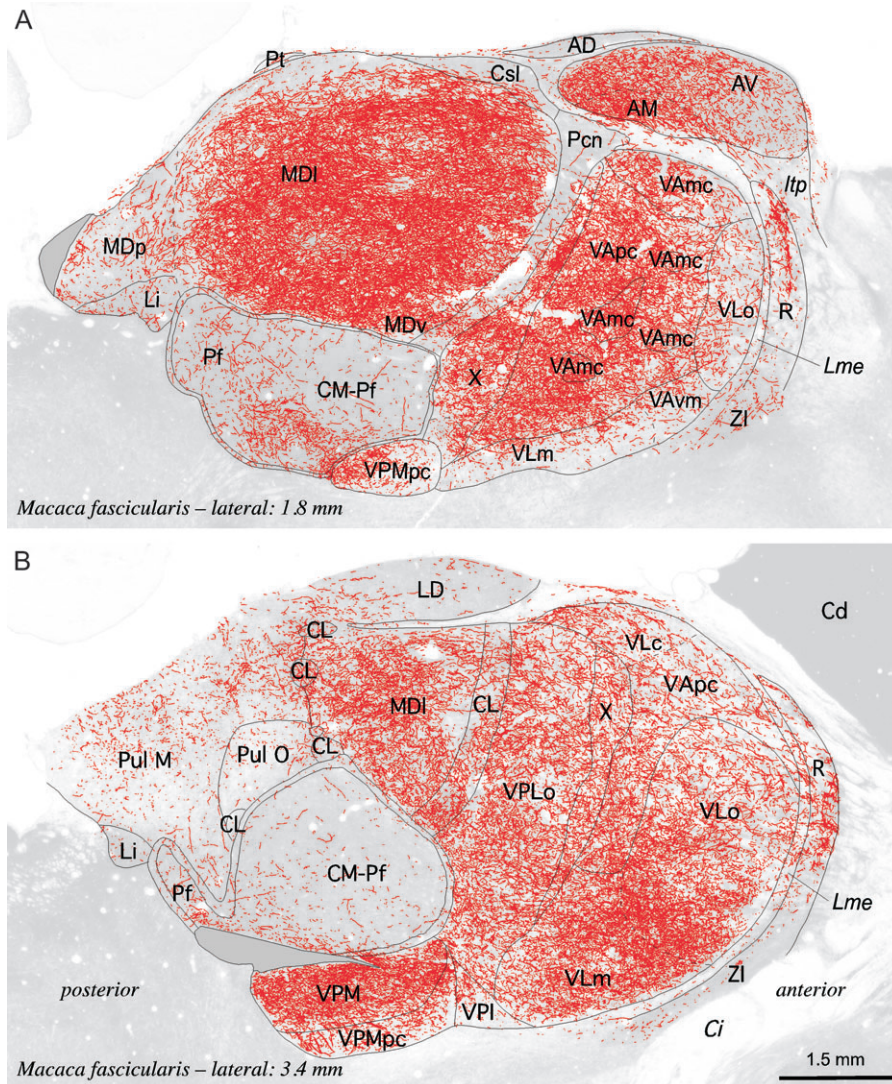 A
Pt
Csl
AD
AV
AM
Pcn
MDl
VAmc
ltp
MDp
VApc
VAmc
Li
VLo
R
MDv
VAmc
VAmc
Pf
CM-Pf
X
VAmc
Lme
VAvm
ZI
VPMpc
VLm
Macaca fascicularis – lateral: 1.8 mm
B
LD
Cd
CL
VLc
CL
VApc
MDl
CL
X
Pul M
Pul O
CL
R
VPLo
VLo
CL
Li
CM-Pf
Pf
Lme
ZI
posterior
VPM
VLm
anterior
VPI
VPMpc
Ci
Macaca fascicularis – lateral: 3.4 mm
1.5 mm